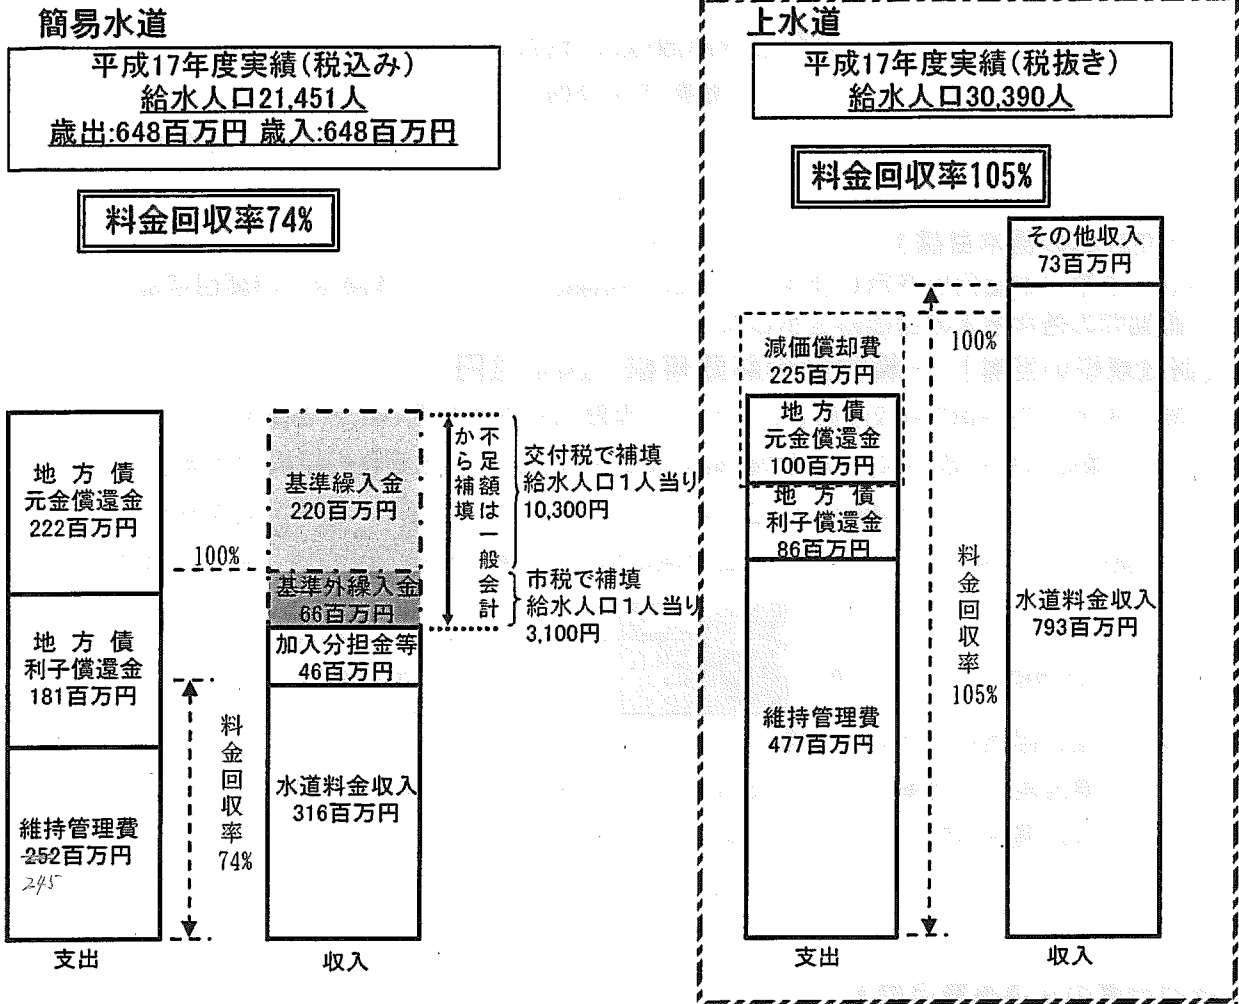 簡易水道
平成17年度実績(税込み)
給水人口21,451人
歳出:648百万円 歳入:648百万円
料金回収率74%
地方債
元金償還金
222百万円
地方債
利子償還金
181百万円
維持管理費
252百万円
245
支出
100%
料金回収率
74%
基準繰入金
220百万円
基準外繰入金
66百万円
加入分担金等
46百万円
水道料金収入
316百万円
収入
不足額は一般会計
から補填
交付税で補填
給水人口1人当り
10,300円
市税で補填
給水人口1人当り
3,100円
上水道
平成17年度実績(税抜き)
給水人口30,390人
料金回収率105%
減価償却費
225百万円
地方債
元金償還金
100百万円
地方債
利子償還金
86百万円
維持管理費
477百万円
支出
100%
料金回収率
105%
その他収入
73百万円
水道料金収入
793百万円
収入